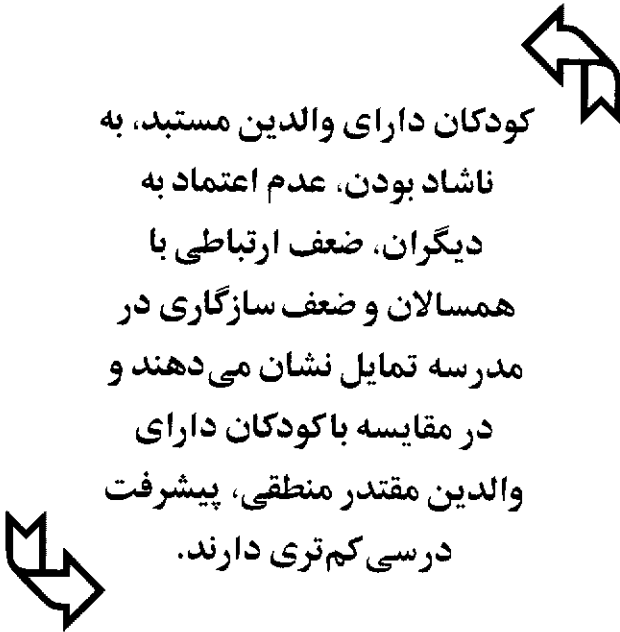 کودکان دارای والدین مستبد، به
ناشاد بودن، عدم اعتماد به
دیگران، ضعف ارتباطی با
همسالان و ضعف سازگاری در
مدرسه تمایل نشان می‌دهند و
در مقایسه با کودکان دارای
والدین مقتدر منطقی، پیشرفت
درسی کم‌تری دارند.